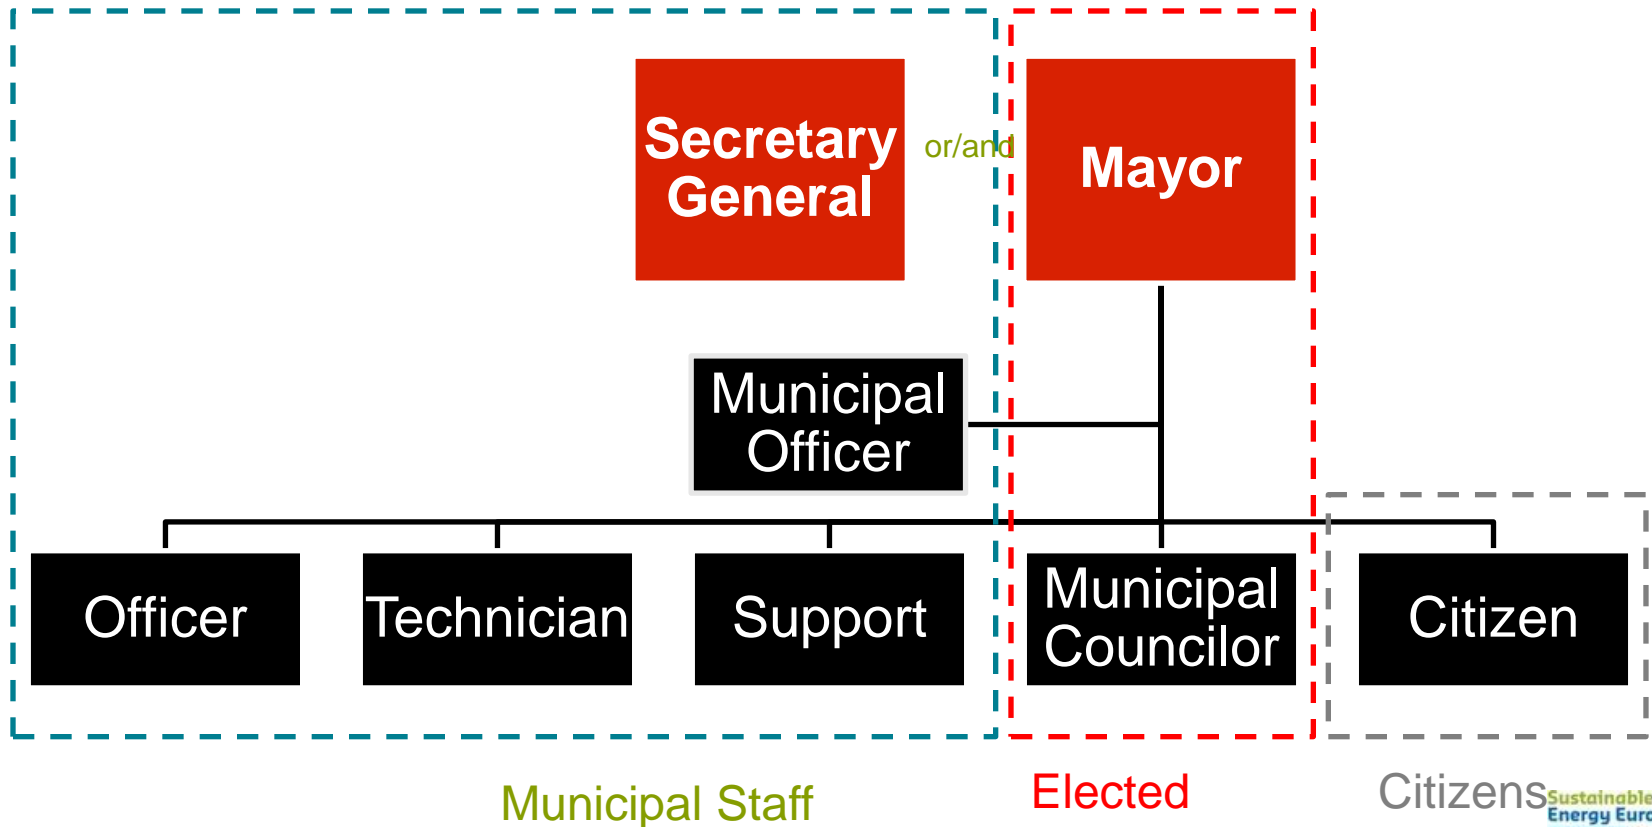 Secretary
General
or/and
Mayor
Municipal
Officer
Officer
Technician
Support
Municipal
Councilor
Citizen
Municipal Staff
Elected
Citizens
Sustainable
Energy